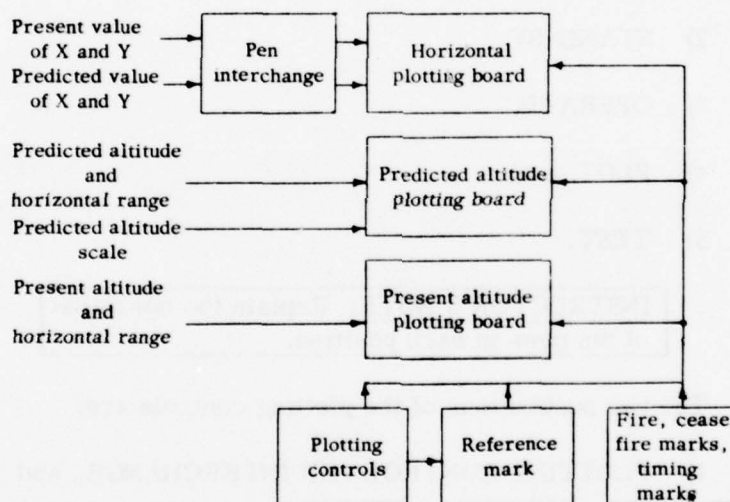 Present value
of X and Y
Predicted value
of X and Y
Pen
interchange
Horizontal
plotting board
Predicted altitude
and
horizontal range
Predicted altitude
scale
Predicted altitude
plotting board
Present altitude
and
horizontal range
Present altitude
plotting board
Plotting
controls
Reference
mark
Fire, cease
fire marks,
timing
marks